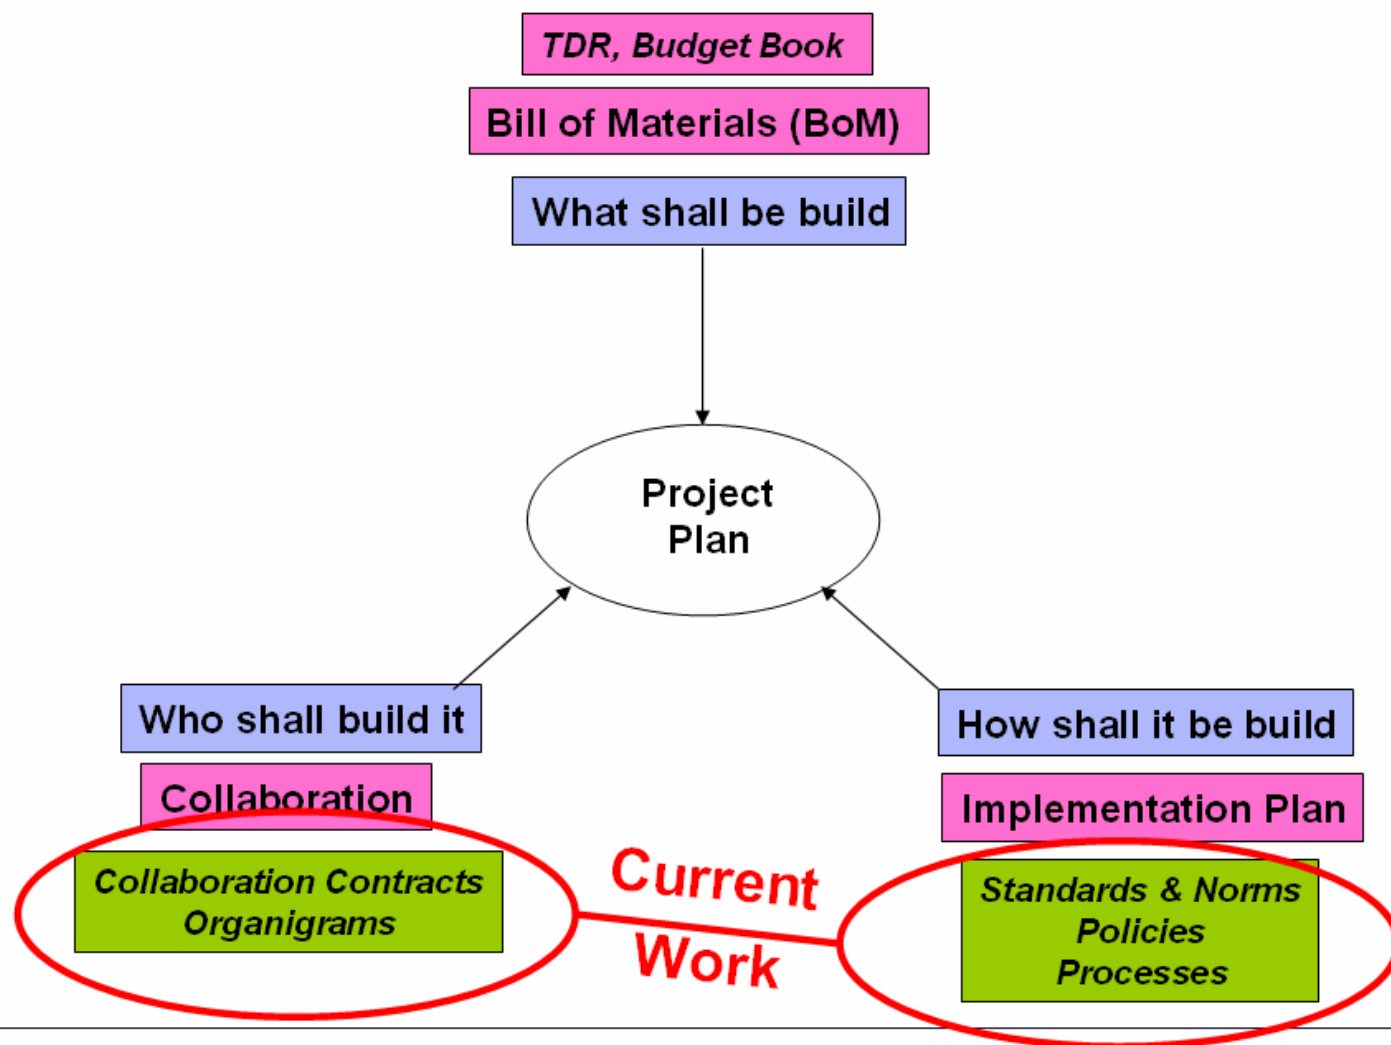 TDR, Budget Book
Bill of Materials (BoM)
What shall be build
Project
Plan
Who shall build it
How shall it be build
Collaboration
Implementation Plan
Collaboration Contracts
Organigrams
Current
Work
Standards & Norms
Policies
Processes